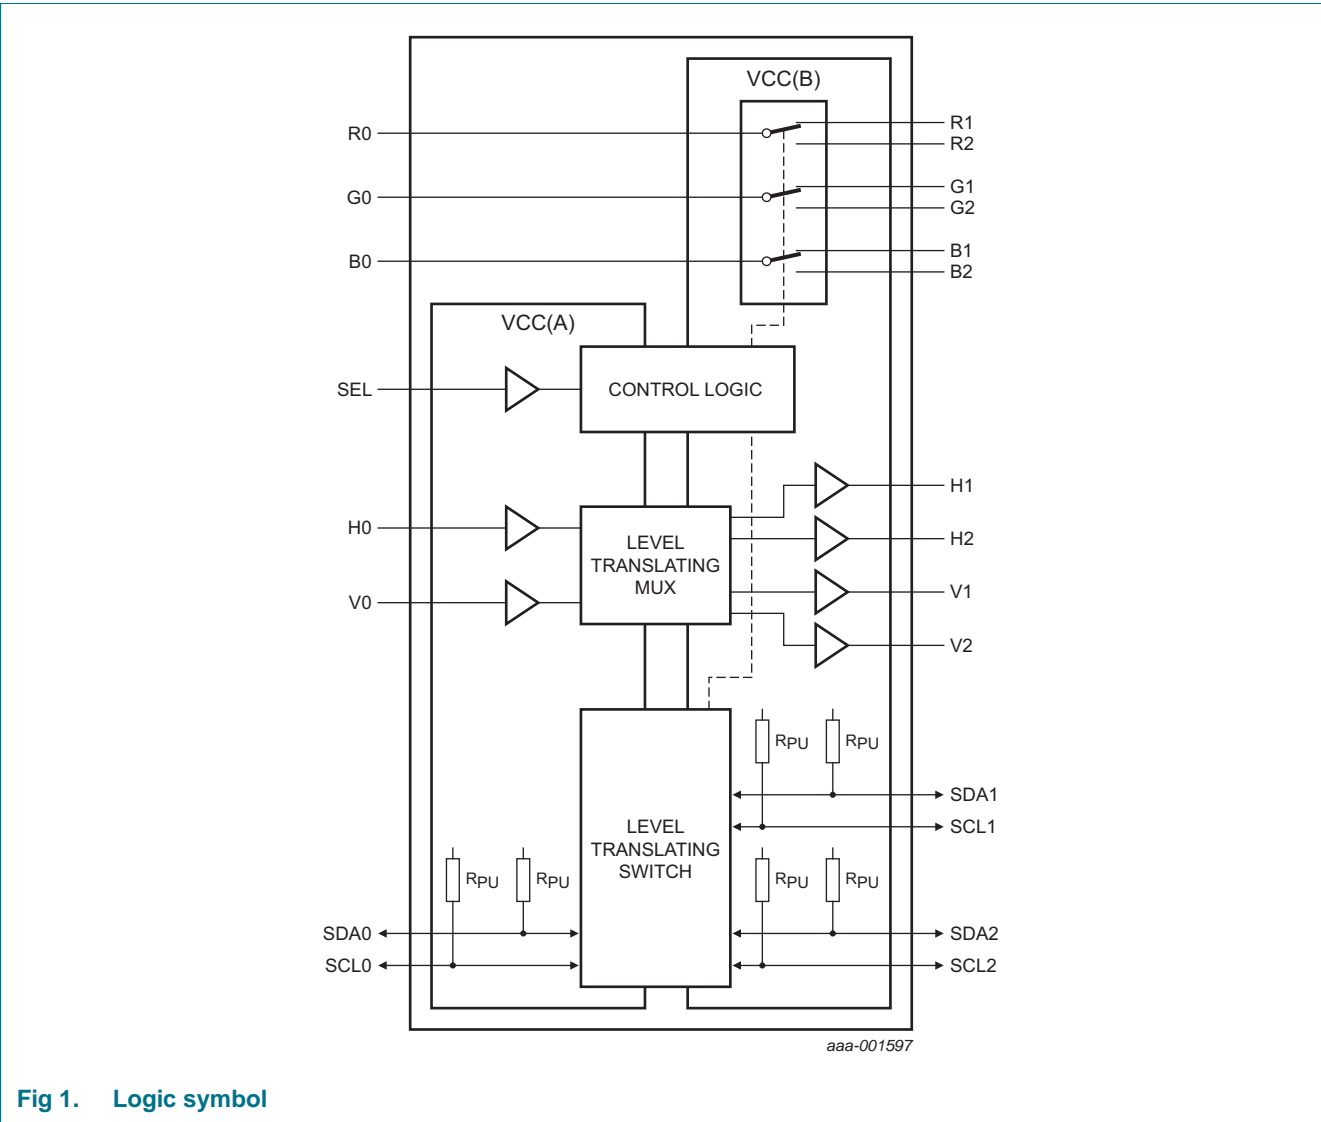 VCC(B)
R0
R1
R2
G0
G1
G2
B0
B1
B2
VCC(A)
SEL
CONTROL LOGIC
H1
H0
LEVEL
TRANSLATING
MUX
H2
V0
V1
V2
RPU
RPU
SDA1
SCL1
LEVEL
TRANSLATING
SWITCH
RPU
RPU
RPU
RPU
SDA0
SDA2
SCL0
SCL2
aaa-001597
Fig 1. Logic symbol